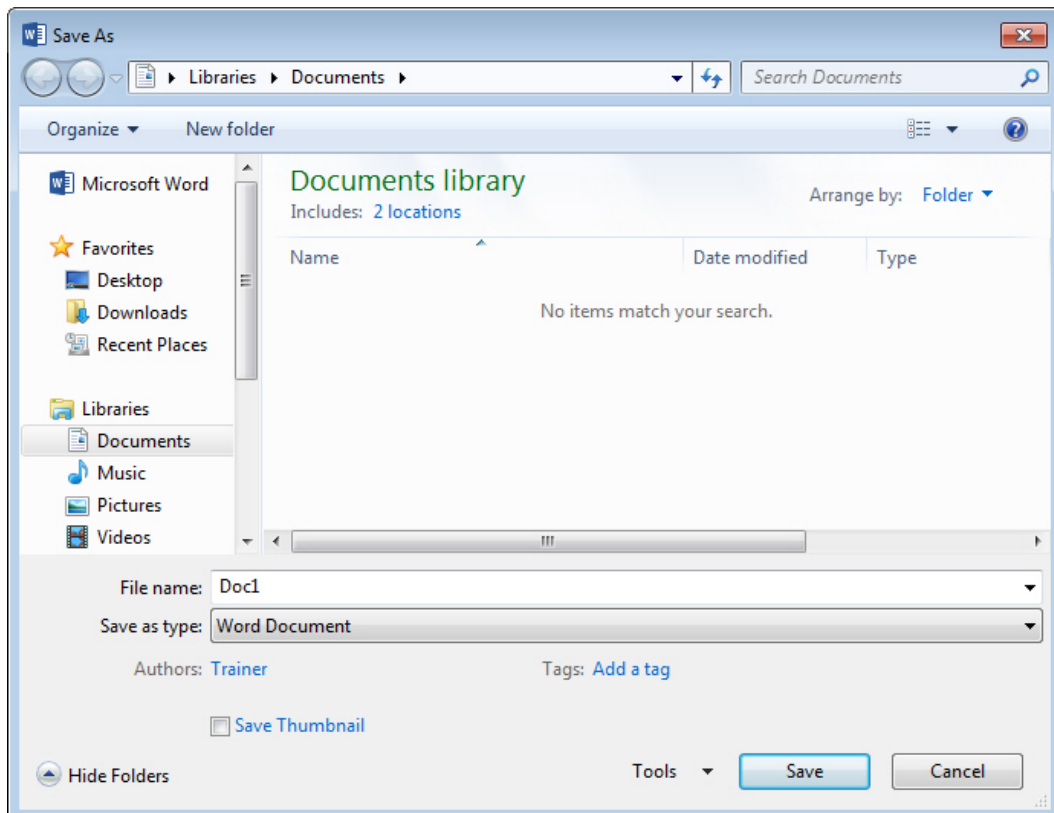 Save As
Libraries Documents
Search Documents
Organize New folder
Microsoft Word
Favorites
Desktop
Downloads
Recent Places
Libraries
Documents
Music
Pictures
Videos
Documents library
Includes: 2 locations
Arrange by: Folder
Name Date modified Type
No items match your search.
File name: Doc1
Save as type: Word Document
Authors: Trainer Tags: Add a tag
Save Thumbnail
Hide Folders Tools Save Cancel